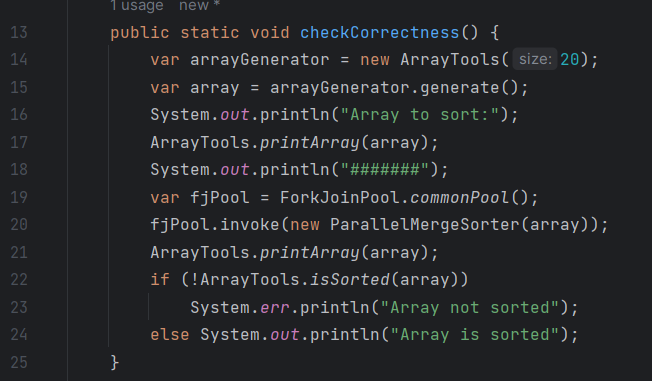 1 usage new *
13 public static void checkCorrectness() {
14 var arrayGenerator = new ArrayTools( size: 20);
15 var array = arrayGenerator.generate();
16 System.out.println("Array to sort:");
17 ArrayTools.printArray(array);
18 System.out.println("#######");
19 var fjPool = ForkJoinPool.commonPool();
20 fjPool.invoke(new ParallelMergeSorter(array));
21 ArrayTools.printArray(array);
22 if (!ArrayTools.isSorted(array))
23 System.err.println("Array not sorted");
24 else System.out.println("Array is sorted");
25 }